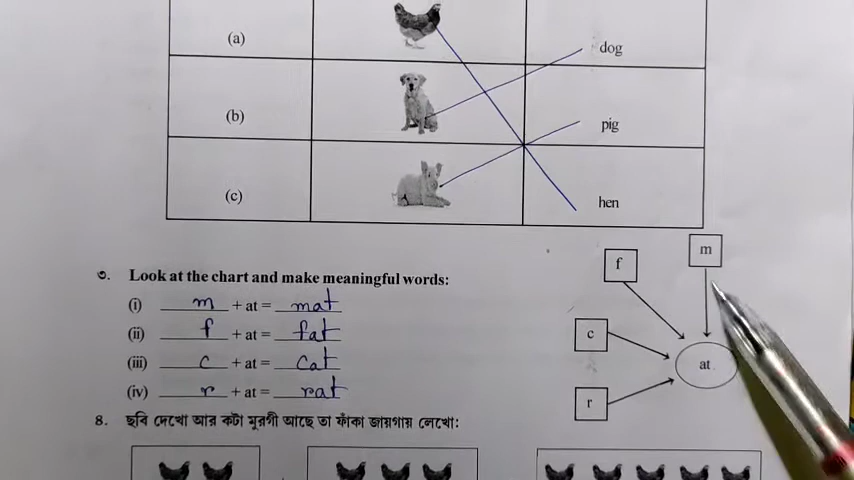 (a) dog
(b) pig
(c) hen
৩. Look at the chart and make meaningful words:
(i) m + at = mat
(ii) f + at = fat
(iii) c + at = cat
(iv) r + at = rat
f
m
c
at
r
৪. ছবি দেখো আর কটা মুরগী আছে তা ফাঁকা জায়গায় লেখো: